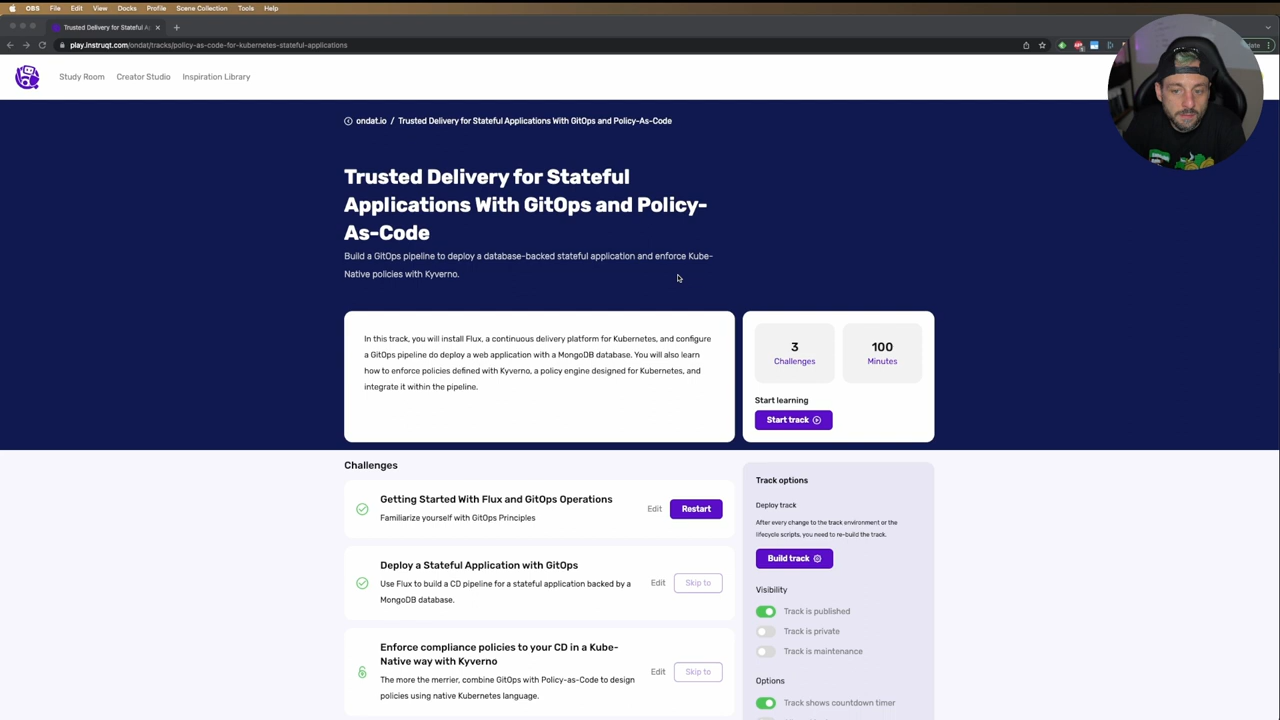 OBS File Edit View Docks Profile Scene Collection Tools Help
Trusted Delivery for Stateful A
play.instruqt.com/ondat/tracks/policy-as-code-for-kubernetes-stateful-applications
Study Room Creator Studio Inspiration Library
ondat.io / Trusted Delivery for Stateful Applications With GitOps and Policy-As-Code
Trusted Delivery for Stateful
Applications With GitOps and Policy-
As-Code
Build a GitOps pipeline to deploy a database-backed stateful application and enforce Kube-
Native policies with Kyverno.
In this track, you will install Flux, a continuous delivery platform for Kubernetes, and configure
a GitOps pipeline do deploy a web application with a MongoDB database. You will also learn
how to enforce policies defined with Kyverno, a policy engine designed for Kubernetes, and
integrate it within the pipeline.
3
Challenges
100
Minutes
Start learning
Start track
Challenges
Getting Started With Flux and GitOps Operations
Familiarize yourself with GitOps Principles
Edit Restart
Deploy a Stateful Application with GitOps
Use Flux to build a CD pipeline for a stateful application backed by a
MongoDB database.
Edit Skip to
Enforce compliance policies to your CD in a Kube-
Native way with Kyverno
The more the merrier, combine GitOps with Policy-as-Code to design
policies using native Kubernetes language.
Edit Skip to
Track options
Deploy track
After every change to the track environment or the
lifecycle scripts, you need to re-build the track.
Build track
Visibility
Track is published
Track is private
Track is maintenance
Options
Track shows countdown timer